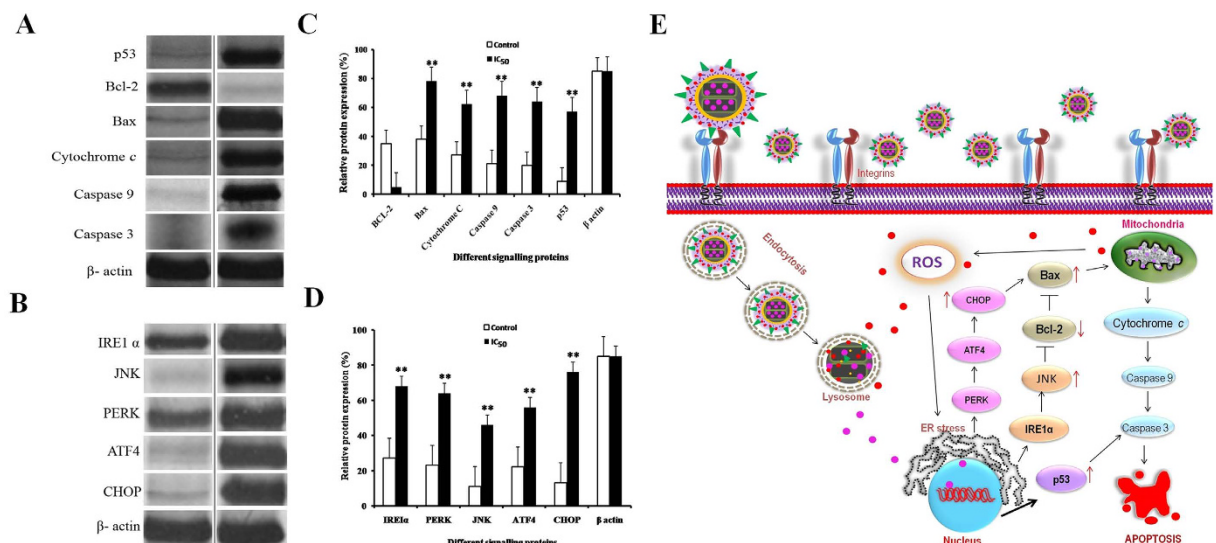 A
p53
Bcl-2
Bax
Cytochrome c
Caspase 9
Caspase 3
β- actin
B
IRE1 α
JNK
PERK
ATF4
CHOP
β- actin
C
Control
IC50
Relative protein expression (%)
100
80
60
40
20
0
** ** ** ** **
BCL-2 Bax Cytochrome C Caspase 9 Caspase 3 p53 β actin
Different signalling proteins
D
Control
IC50
Relative protein expression (%)
100
80
60
40
20
0
** ** ** ** **
IRE1α PERK JNK ATF4 CHOP β actin
Different signalling proteins
E
Integrins
Endocytosis
Lysosome
ROS
Mitochondria
Bax
CHOP
Bcl-2
Cytochrome c
ATF4
JNK
Caspase 9
PERK
ER stress
IRE1α
Caspase 3
p53
Nucleus
APOPTOSIS